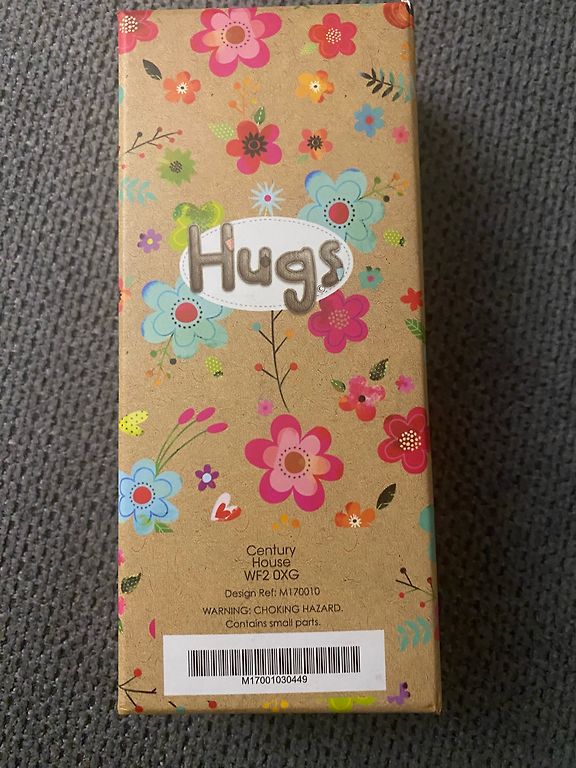 Hugs
©
Century
House
WF2 0XG
Design Ref: M170010
WARNING: CHOKING HAZARD.
Contains small parts.
M17001030449